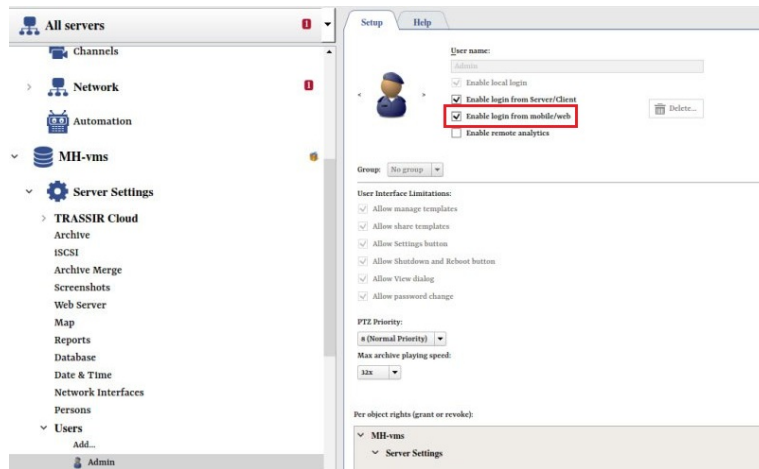 All servers
1
Channels
Network
1
Automation
MH-vms
Server Settings
TRASSIR Cloud
Archive
iSCSI
Archive Merge
Screenshots
Web Server
Map
Reports
Database
Date & Time
Network Interfaces
Persons
Users
Add...
Admin
Setup
Help
User name:
Admin
Enable local login
Enable login from Server/Client
Enable login from mobile/web
Enable remote analytics
Delete...
Group: No group
User Interface Limitations:
Allow manage templates
Allow share templates
Allow Settings button
Allow Shutdown and Reboot button
Allow View dialog
Allow password change
PTZ Priority:
8 (Normal Priority)
Max archive playing speed:
32x
Per object rights (grant or revoke):
MH-vms
Server Settings